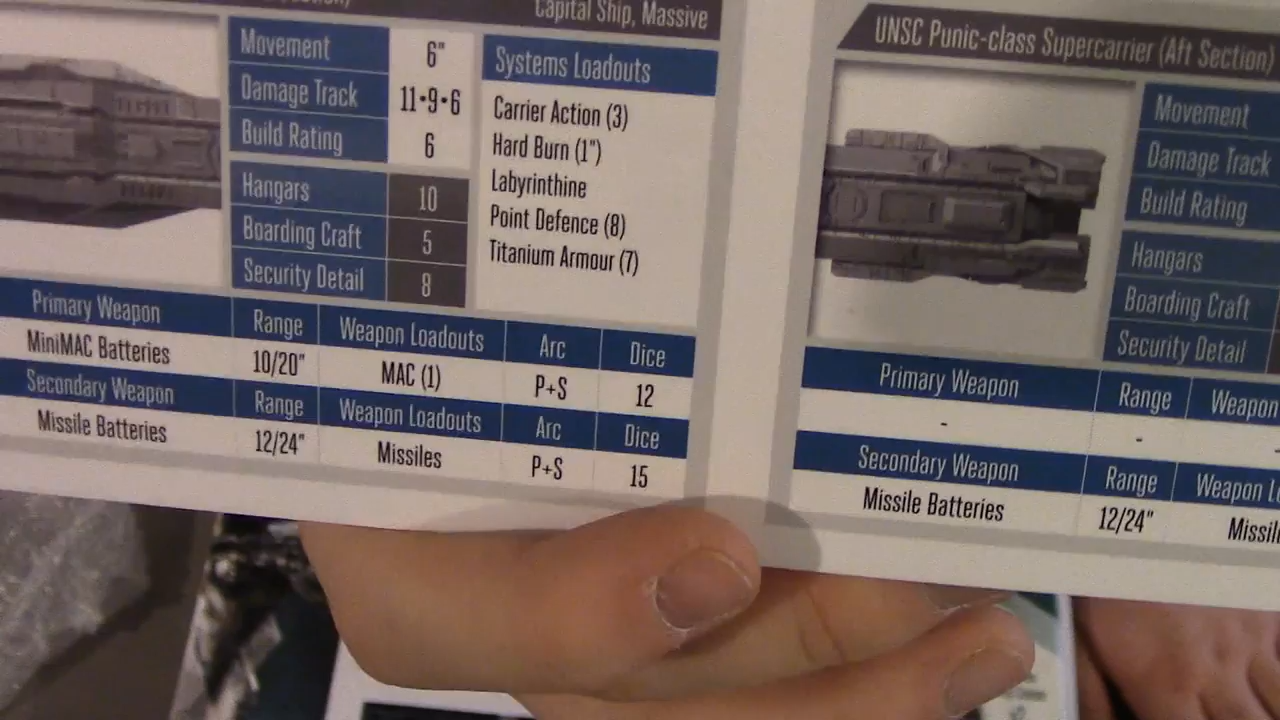 Capital Ship, Massive
Movement 6"
Damage Track 11•9•6
Build Rating 6
Hangars 10
Boarding Craft 5
Security Detail 8
Systems Loadouts
Carrier Action (3)
Hard Burn (1")
Labyrinthine
Point Defence (8)
Titanium Armour (7)
Primary Weapon Range Weapon Loadouts Arc Dice
MiniMAC Batteries 10/20" MAC (1) P+S 12
Secondary Weapon Range Weapon Loadouts Arc Dice
Missile Batteries 12/24" Missiles P+S 15
UNSC Punic-class Supercarrier (Aft Section)
Movement
Damage Track
Build Rating
Hangars
Boarding Craft
Security Detail
Primary Weapon Range Weapon
- -
Secondary Weapon Range Weapon Lo
Missile Batteries 12/24" Missil